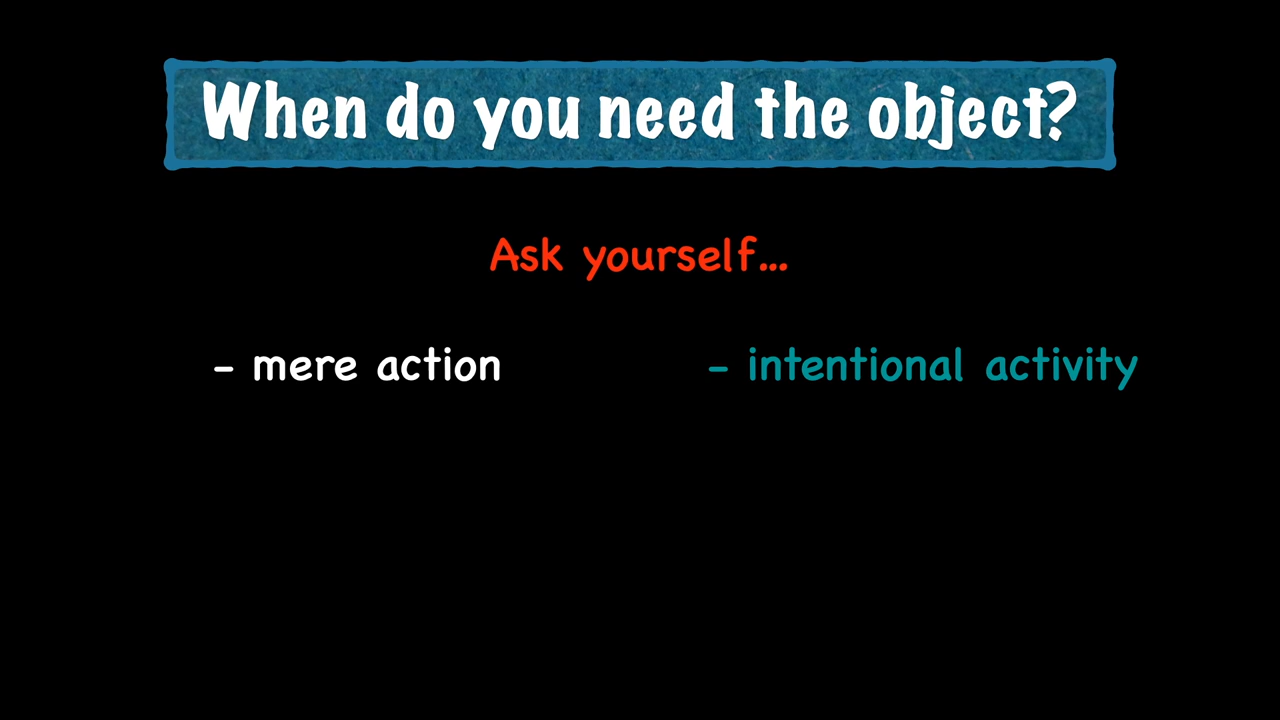 When do you need the object?
Ask yourself...
- mere action
- intentional activity